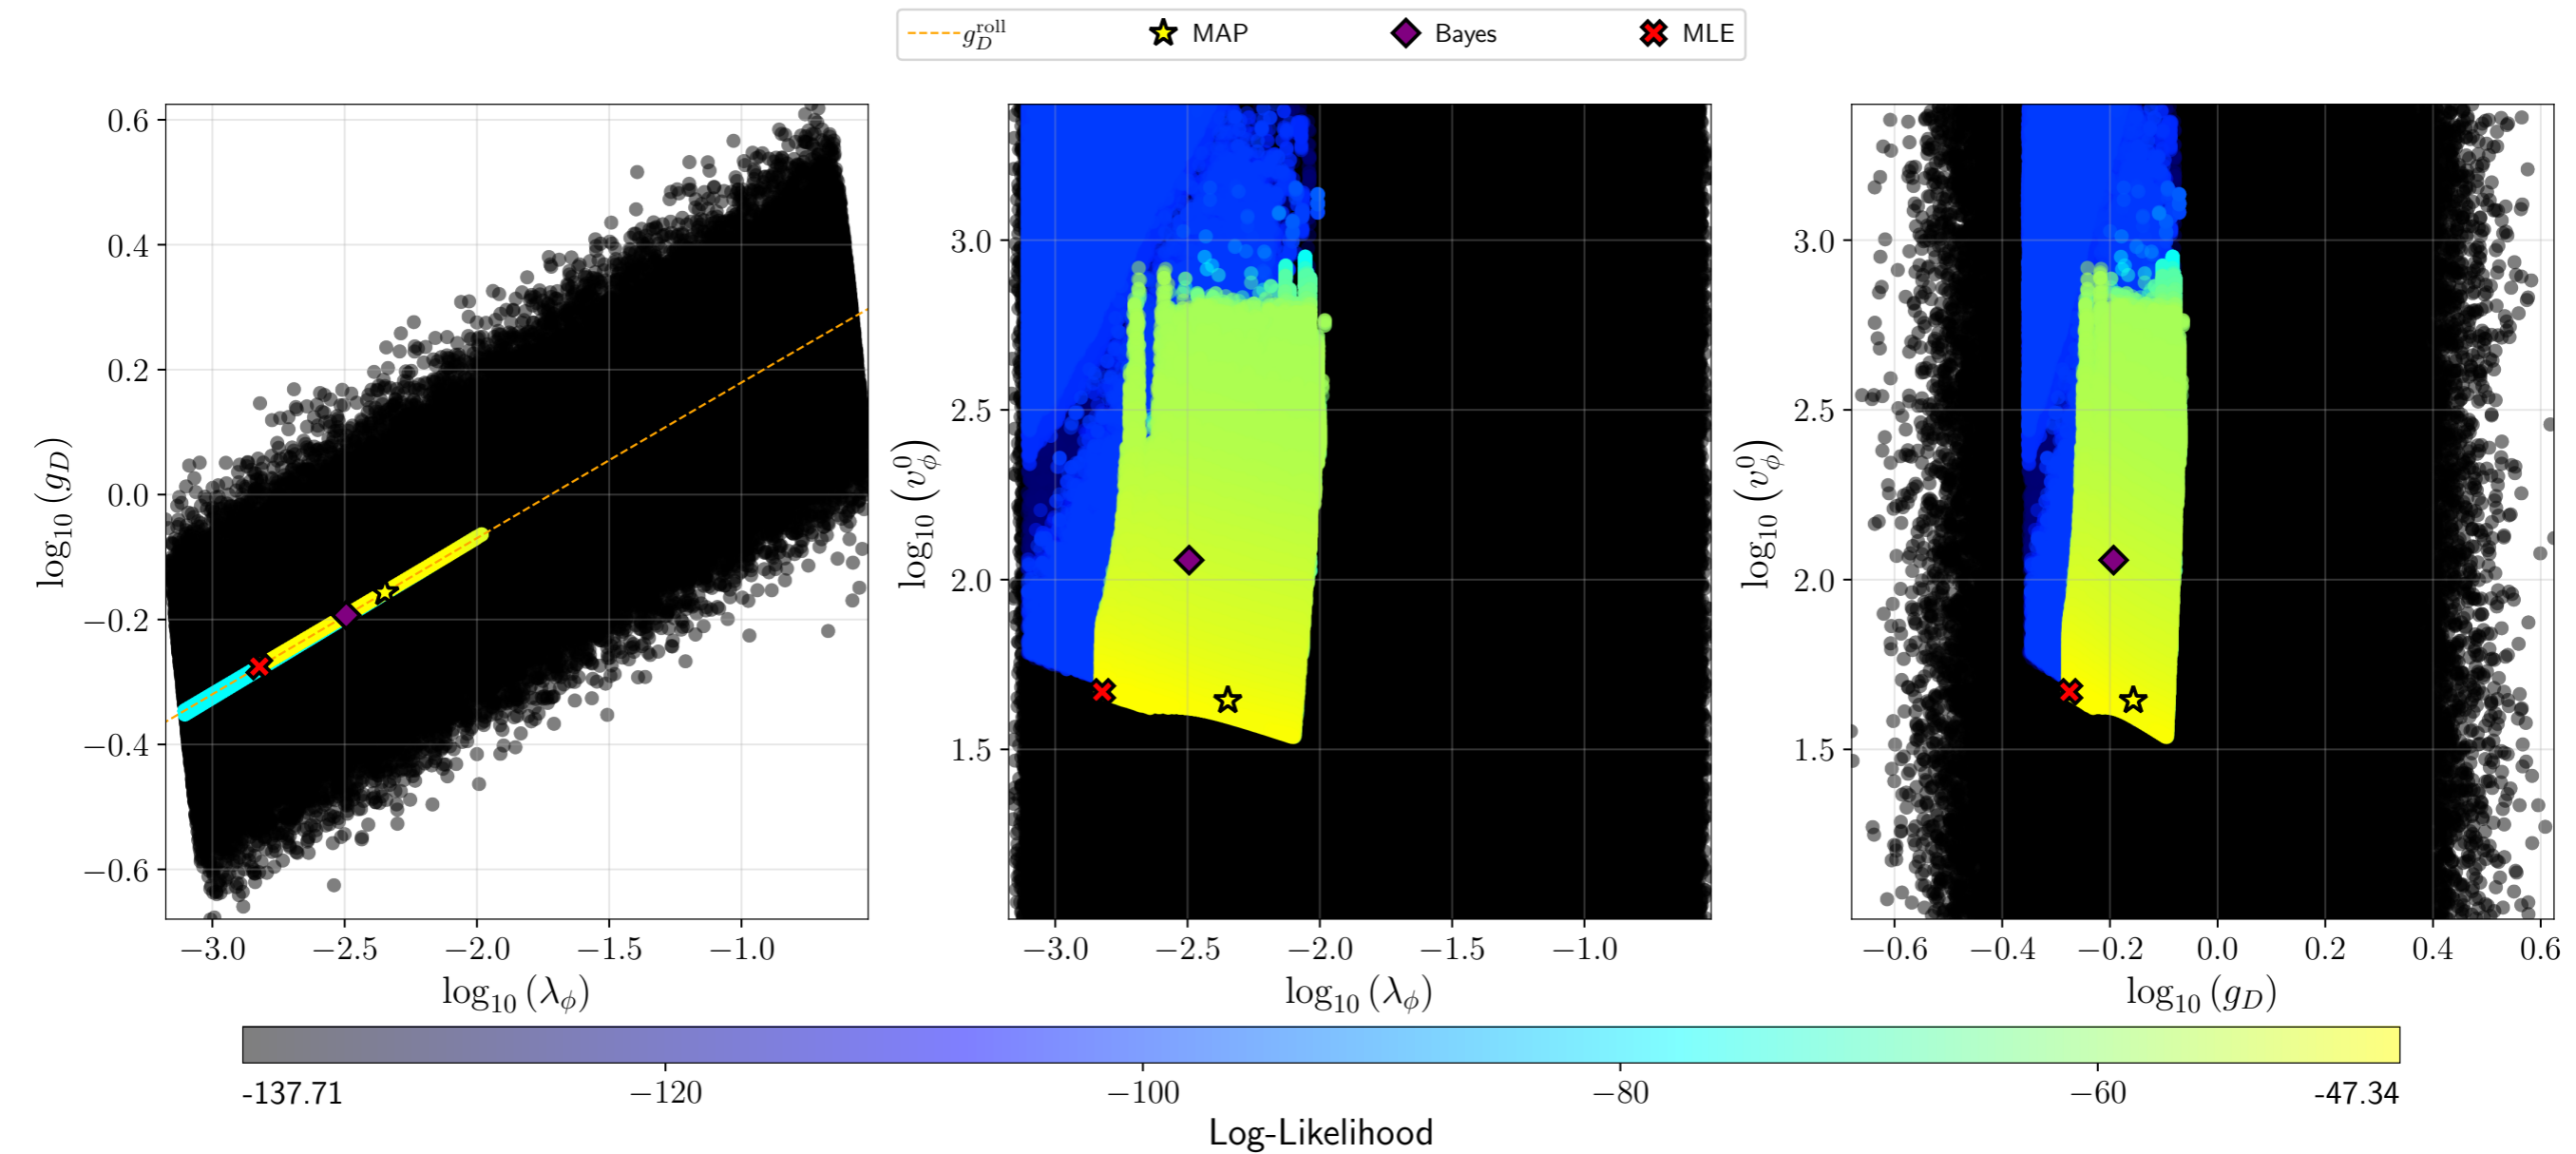 g_D^roll MAP Bayes MLE
0.6
0.4
0.2
0.0
−0.2
−0.4
−0.6
log₁₀ (g_D)
−3.0 −2.5 −2.0 −1.5 −1.0
log₁₀ (λ_ϕ)
3.0
2.5
2.0
1.5
log₁₀ (v_ϕ^0)
−3.0 −2.5 −2.0 −1.5 −1.0
log₁₀ (λ_ϕ)
3.0
2.5
2.0
1.5
log₁₀ (v_ϕ^0)
−0.6 −0.4 −0.2 0.0 0.2 0.4 0.6
log₁₀ (g_D)
-137.71 −120 −100 −80 −60 -47.34
Log-Likelihood